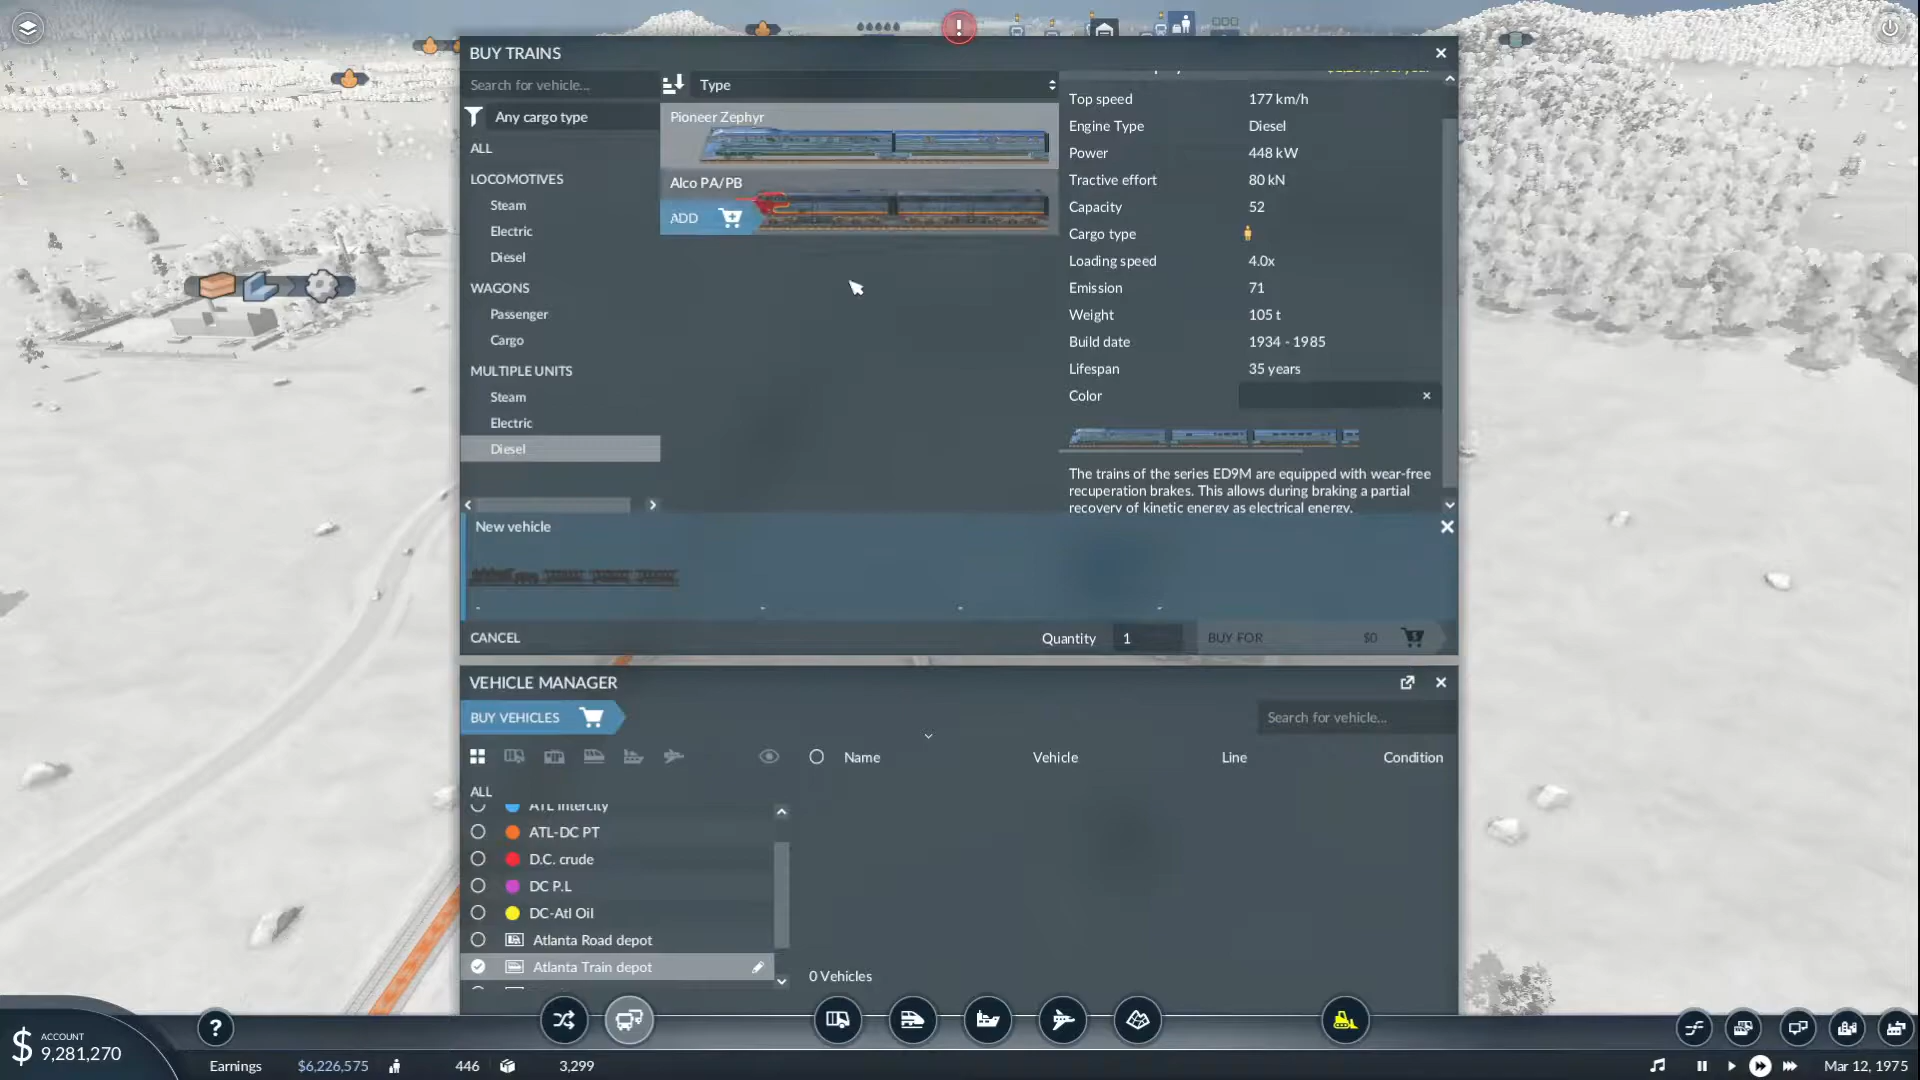 BUY TRAINS
Search for vehicle...
Type
Any cargo type
ALL
LOCOMOTIVES
Steam
Electric
Diesel
WAGONS
Passenger
Cargo
MULTIPLE UNITS
Steam
Electric
Diesel
Pioneer Zephyr
Alco PA/PB
ADD
Top speed 177 km/h
Engine Type Diesel
Power 448 kW
Tractive effort 80 kN
Capacity 52
Cargo type
Loading speed 4.0x
Emission 71
Weight 105 t
Build date 1934 - 1985
Lifespan 35 years
Color
The trains of the series ED9M are equipped with wear-free
recuperation brakes. This allows during braking a partial
recovery of kinetic energy as electrical energy.
New vehicle
CANCEL
Quantity 1
BUY FOR $0
VEHICLE MANAGER
BUY VEHICLES
Search for vehicle...
Name Vehicle Line Condition
ALL
ATL Intercity
ATL-DC PT
D.C. crude
DC P.L
DC-Atl Oil
Atlanta Road depot
Atlanta Train depot
0 Vehicles
$ ACCOUNT
9,281,270
?
Earnings $6,226,575 446 3,299
Mar 12, 1975